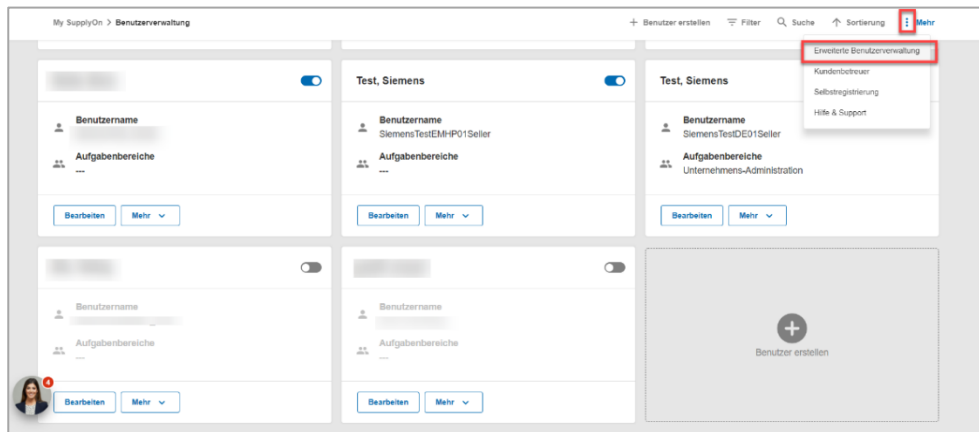 My SupplyOn > Benutzerverwaltung
+ Benutzer erstellen Filter Suche Sortierung Mehr
Erweiterte Benutzerverwaltung
Kundenbetreuer
Selbstregistrierung
Hilfe & Support
Benutzername
Aufgabenbereiche
---
Bearbeiten Mehr
Test, Siemens
Benutzername
SiemensTestEMHP01Seller
Aufgabenbereiche
---
Bearbeiten Mehr
Test, Siemens
Benutzername
SiemensTestDE01Seller
Aufgabenbereiche
Unternehmens-Administration
Bearbeiten Mehr
Benutzername
Aufgabenbereiche
---
Bearbeiten Mehr
Benutzername
Aufgabenbereiche
---
Bearbeiten Mehr
Benutzer erstellen
4